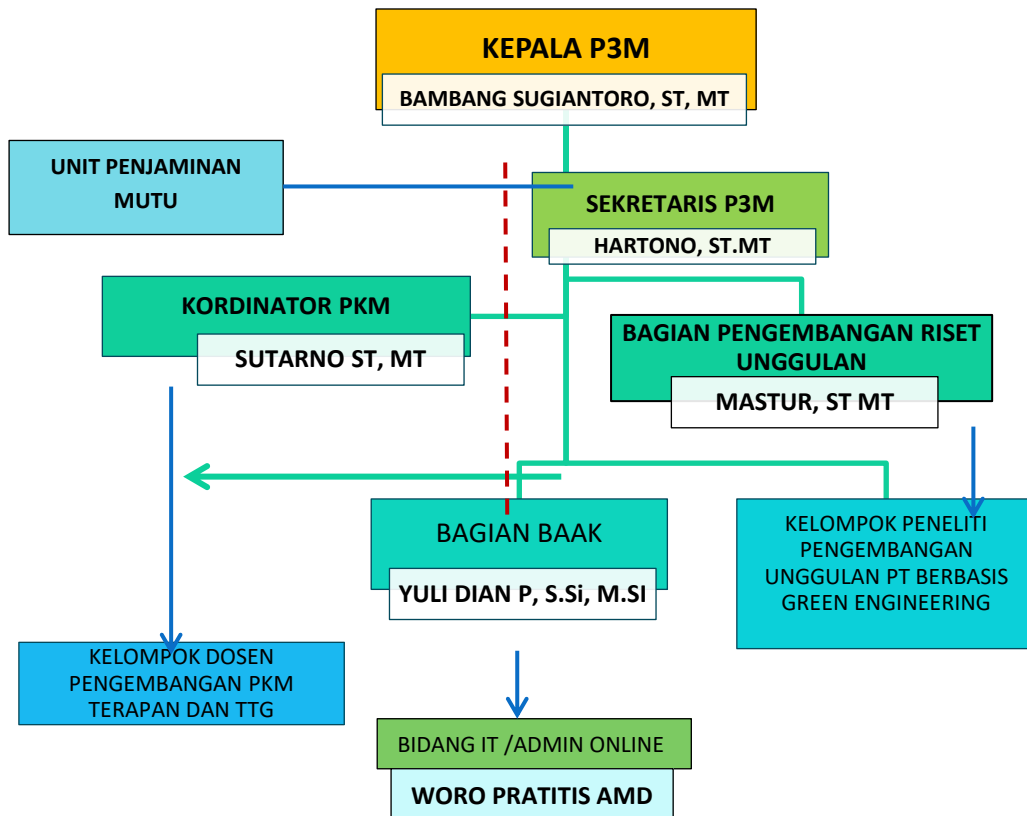 KEPALA P3M
BAMBANG SUGIANTORO, ST, MT
UNIT PENJAMINAN
MUTU
SEKRETARIS P3M
HARTONO, ST.MT
KORDINATOR PKM
SUTARNO ST, MT
BAGIAN PENGEMBANGAN RISET
UNGGULAN
MASTUR, ST MT
BAGIAN BAAK
YULI DIAN P, S.Si, M.SI
KELOMPOK PENELITI
PENGEMBANGAN
UNGGULAN PT BERBASIS
GREEN ENGINEERING
KELOMPOK DOSEN
PENGEMBANGAN PKM
TERAPAN DAN TTG
BIDANG IT /ADMIN ONLINE
WORO PRATITIS AMD